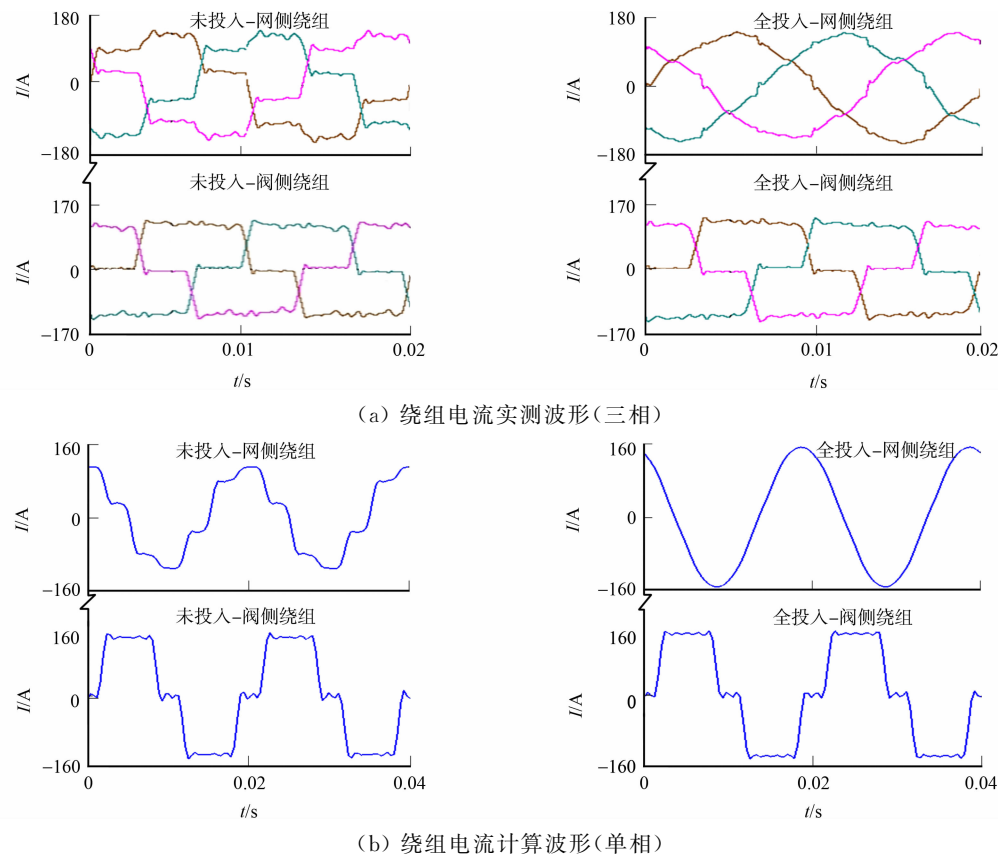 未投入-网侧绕组
180
I/A
0
−180
全投入-网侧绕组
180
I/A
0
−180
未投入-阀侧绕组
170
I/A
0
−170
0
0.01
0.02
t/s
全投入-阀侧绕组
170
I/A
0
−170
0
0.01
0.02
t/s
(a) 绕组电流实测波形(三相)
未投入-网侧绕组
160
I/A
0
−160
全投入-网侧绕组
160
I/A
0
−160
未投入-阀侧绕组
160
I/A
0
−160
0
0.02
0.04
t/s
全投入-阀侧绕组
160
I/A
0
−160
0
0.02
0.04
t/s
(b) 绕组电流计算波形(单相)